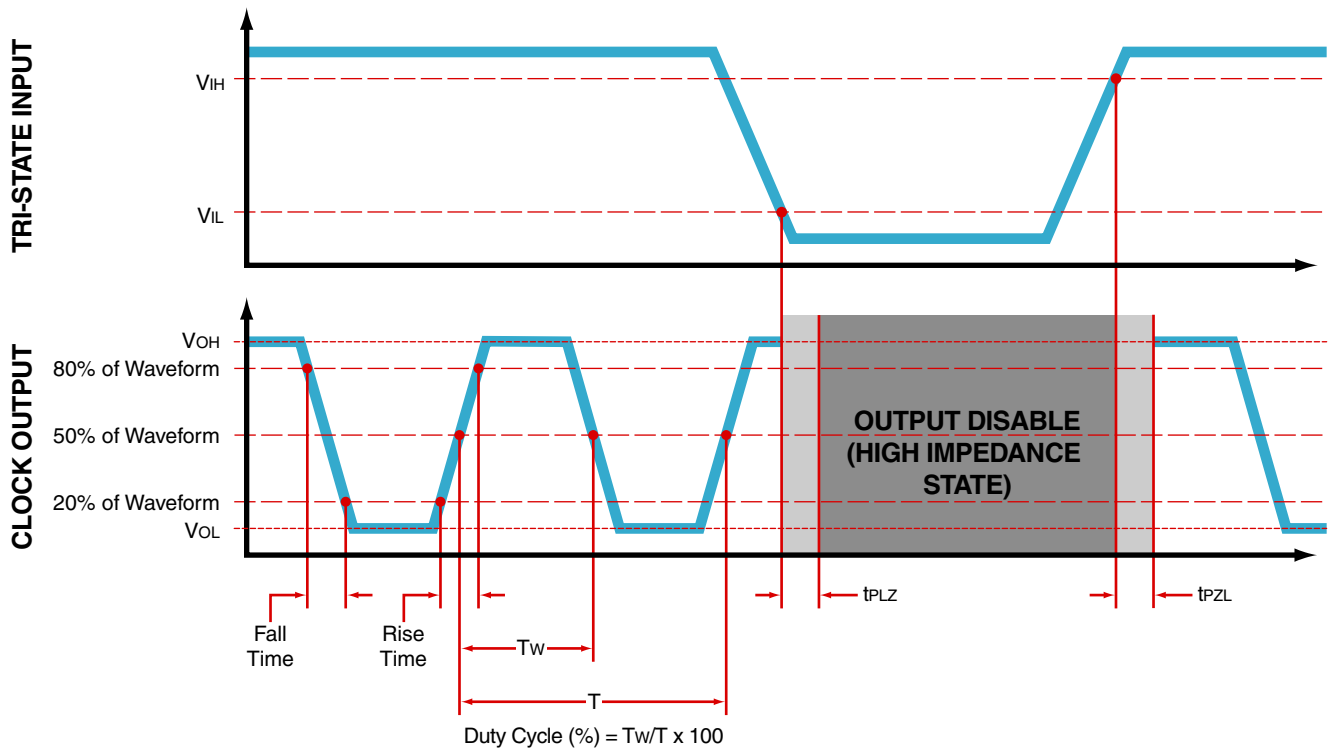 TRI-STATE INPUT
VIH
VIL
CLOCK OUTPUT
VOH
80% of Waveform
50% of Waveform
20% of Waveform
VOL
OUTPUT DISABLE
(HIGH IMPEDANCE
STATE)
tPLZ
tPZL
Fall
Time
Rise
Time
TW
T
Duty Cycle (%) = TW/T x 100